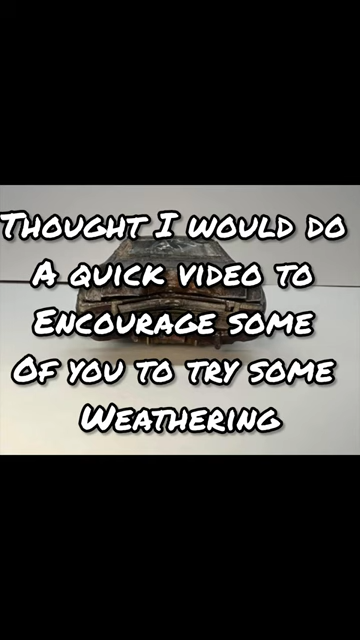 Thought I would do
A quick video to
Encourage some
Of you to try some
Weathering